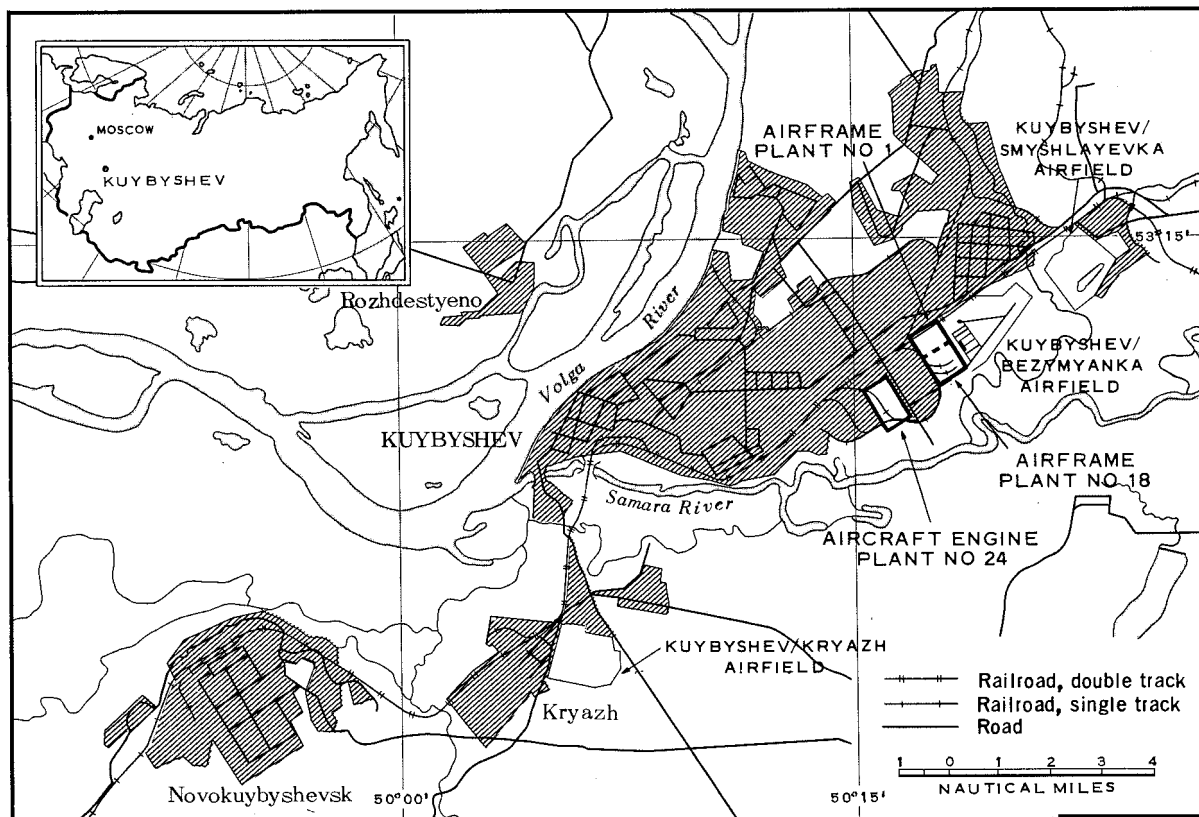 MOSCOW
KUYBYSHEV
AIRFRAME
PLANT NO 1
KUYBYSHEV/
SMYSHLAYEVKA
AIRFIELD
53°15'
Rozhdestyeno
Volga
River
KUYBYSHEV/
BEZYMYANKA
AIRFIELD
KUYBYSHEV
AIRFRAME
PLANT NO 18
Samara River
AIRCRAFT ENGINE
PLANT NO 24
KUYBYSHEV/KRYAZH
AIRFIELD
Kryazh
Novokuybyshevsk
Railroad, double track
Railroad, single track
Road
1 0 1 2 3 4
NAUTICAL MILES
50°00'
50°15'